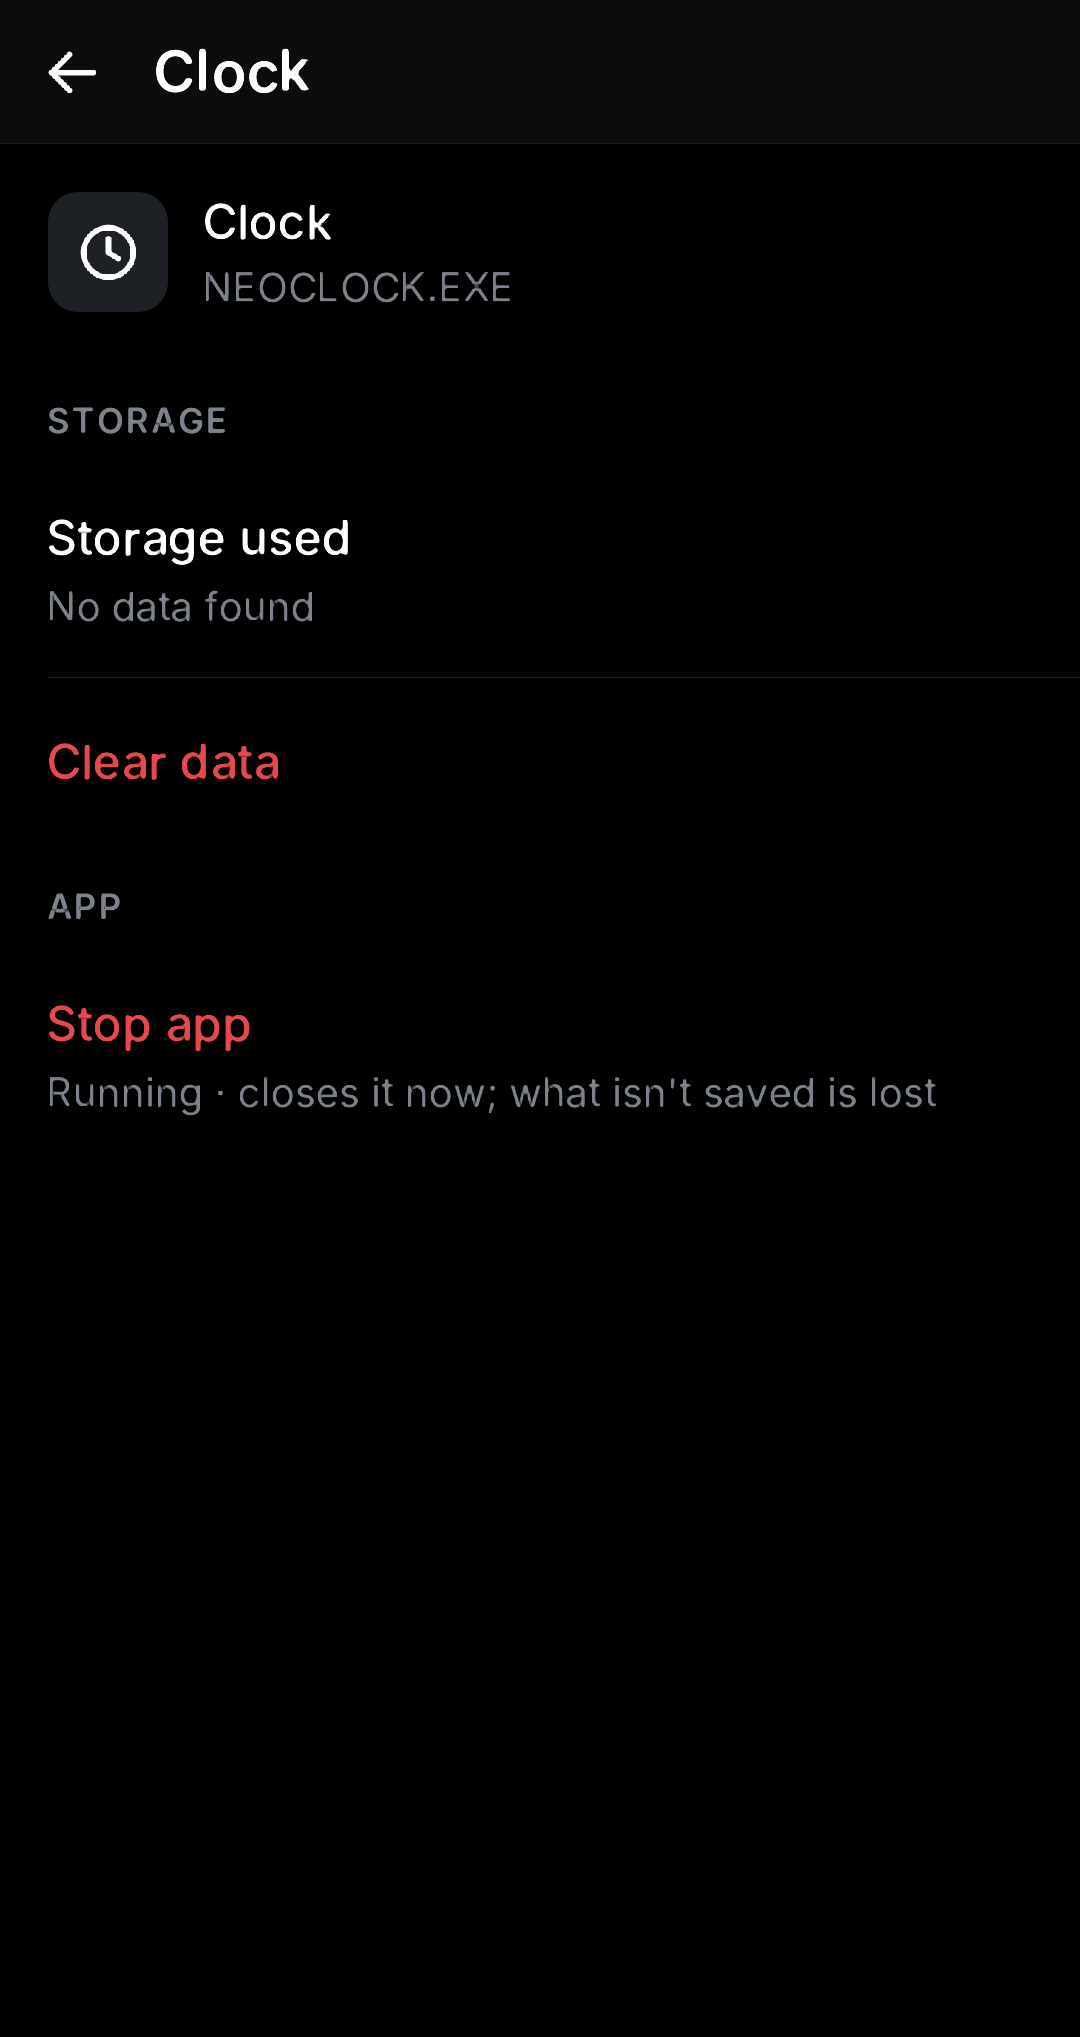 Clock
Clock
NEOCLOCK.EXE
STORAGE
Storage used
No data found
Clear data
APP
Stop app
Running · closes it now; what isn't saved is lost